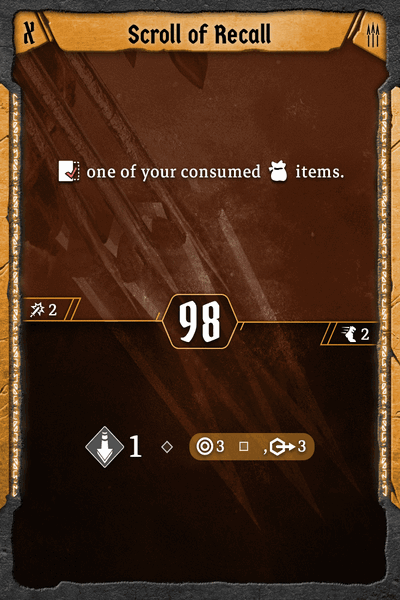 Scroll of Recall
one of your consumed items.
2
98
2
1 3 , 3